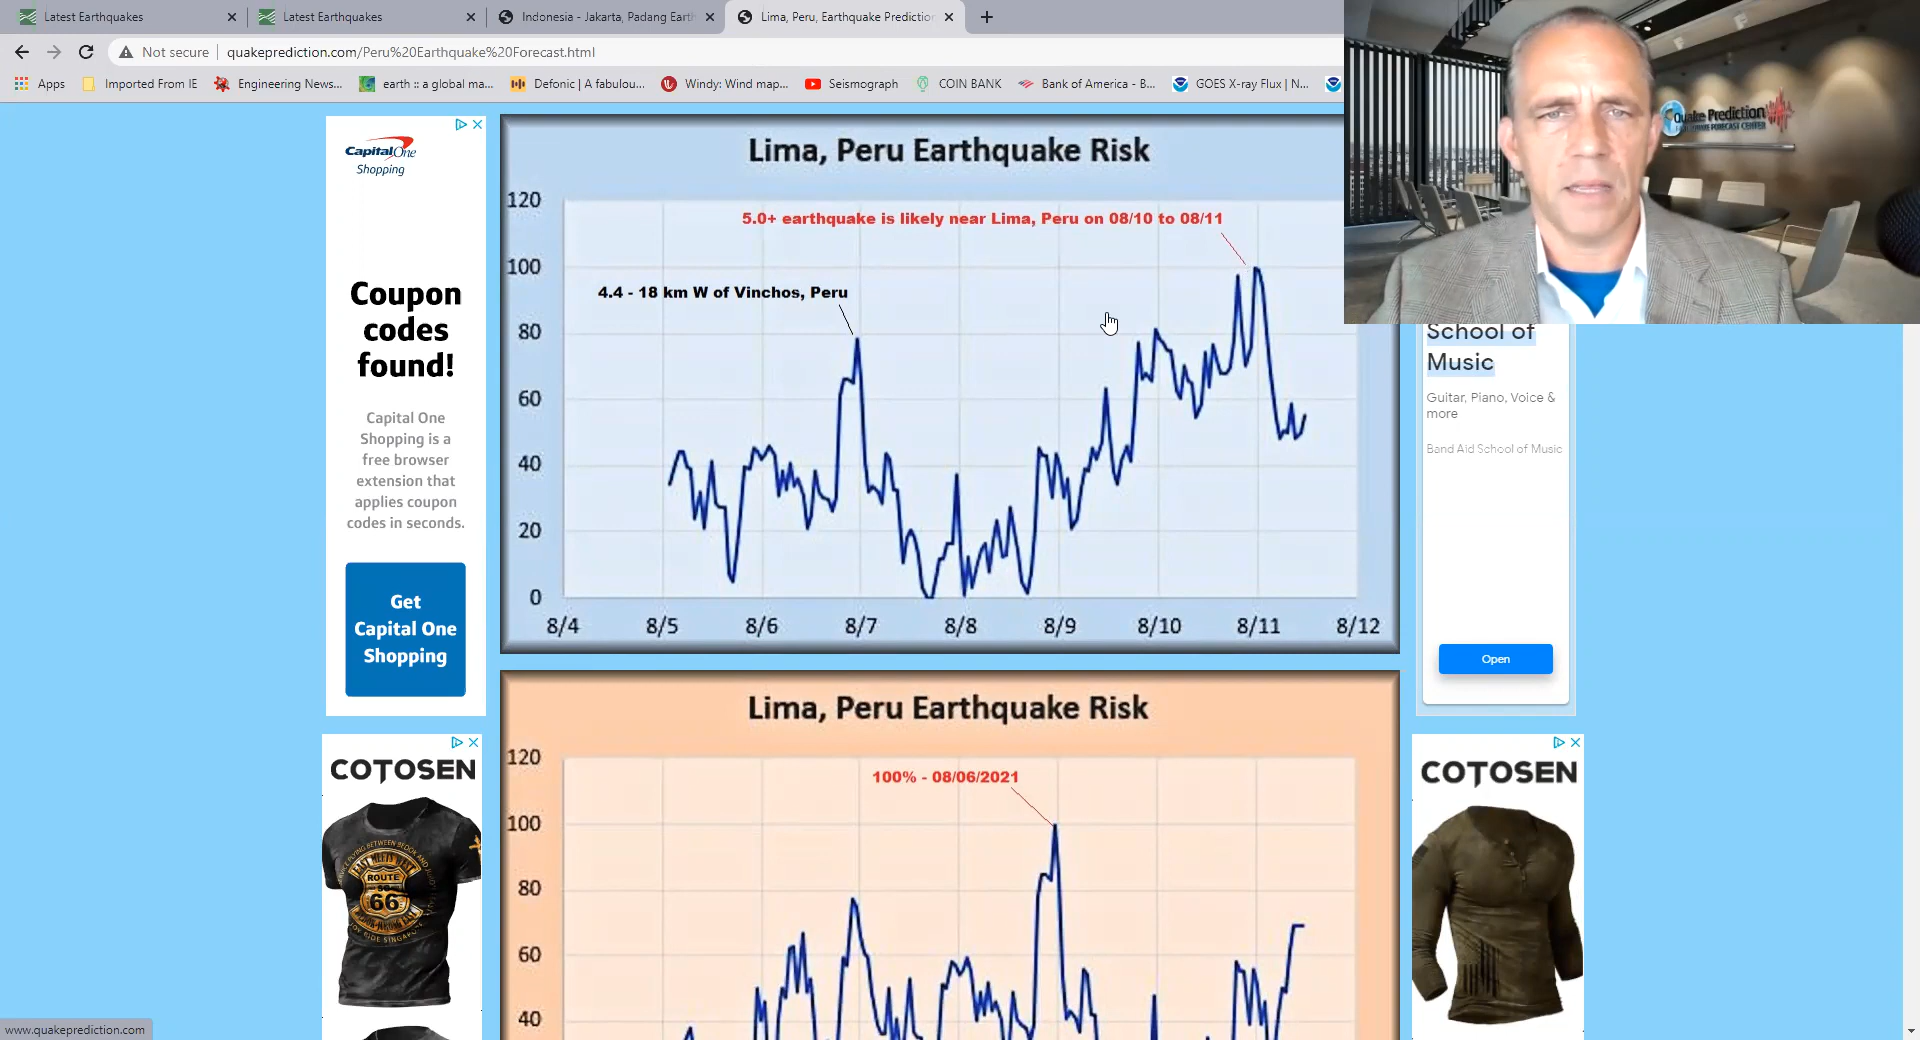 Latest Earthquakes
Latest Earthquakes
Indonesia - Jakarta, Padang Eart
Lima, Peru, Earthquake Predictio
Not secure
quakeprediction.com/Peru%20Earthquake%20Forecast.html
Apps
Imported From IE
Engineering News...
earth :: a global ma...
Defonic | A fabulou...
Windy: Wind map...
Seismograph
COIN BANK
Bank of America - B...
GOES X-ray Flux | N...
Quake Prediction
EARTHQUAKE FORECAST CENTER
Capital One
Shopping
Coupon
codes
found!
Capital One
Shopping is a
free browser
extension that
applies coupon
codes in seconds.
Get
Capital One
Shopping
Lima, Peru Earthquake Risk
120
5.0+ earthquake is likely near Lima, Peru on 08/10 to 08/11
100
4.4 - 18 km W of Vinchos, Peru
80
60
40
20
0
8/4 8/5 8/6 8/7 8/8 8/9 8/10 8/11 8/12
School of
Music
Guitar, Piano, Voice &
more
Band Aid School of Music
Open
COTOSEN
ROUTE
66
Lima, Peru Earthquake Risk
120
100% - 08/06/2021
100
80
60
40
COTOSEN
www.quakeprediction.com